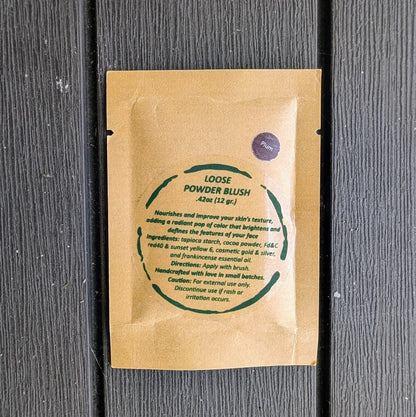 Plum
LOOSE
POWDER BLUSH
.42oz (12 gr.)
Nourishes and improve your skin's texture,
adding a radiant pop of color that brightens and
defines the features of your face
Ingredients: tapioca starch, cocoa powder, Fd&C
red40 & sunset yellow 6, cosmetic gold & silver,
and frankincense essential oil.
Directions: Apply with brush.
Handcrafted with love in small batches.
Caution: For external use only.
Discontinue use if rash or
irritation occurs.